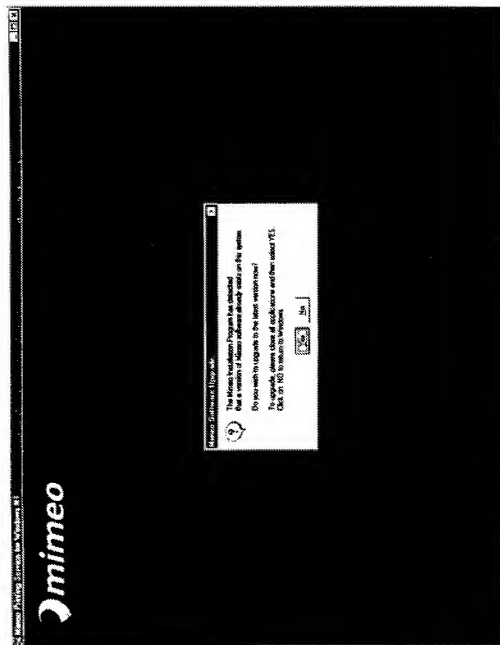 Mimeo Printing Service for Windows NT
mimeo
Mimeo Software Upgrade
The Mimeo Installation Program has detected
that a version of Mimeo software already exists on this system.
Do you wish to upgrade to the latest version now?
To upgrade, please close all applications and then select YES.
Click on NO to return to Windows.
Yes
No